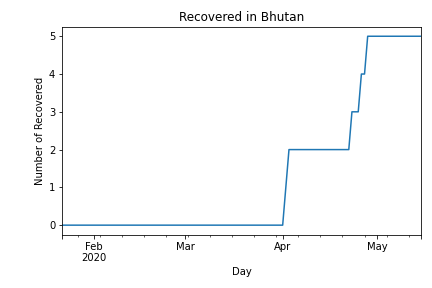 Recovered in Bhutan
Number of Recovered
5
4
3
2
1
0
Feb
2020
Mar
Apr
May
Day